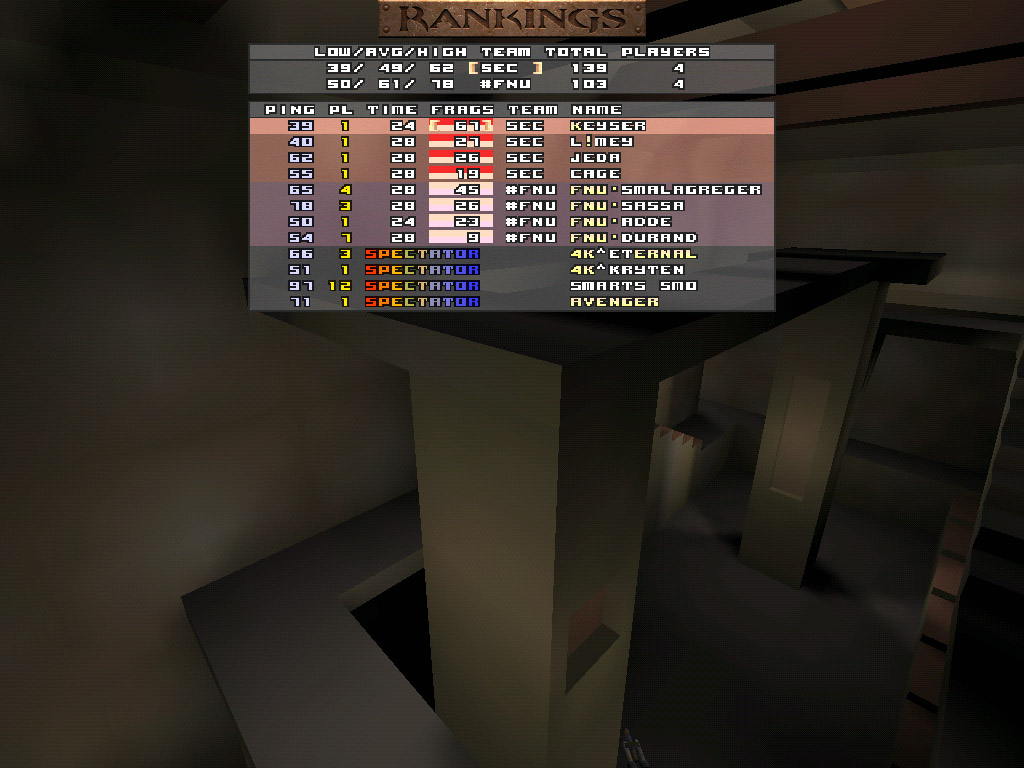 RANKINGS
LOW/AVG/HIGH TEAM TOTAL PLAYERS
39/ 49/ 62 [SEC ] 139 4
50/ 61/ 78 #FNU 103 4
PING PL TIME FRAGS TEAM NAME
39 1 24 [ 67] SEC KEYSER
40 1 28 27 SEC L!MEY
62 1 28 26 SEC JEDA
55 1 28 19 SEC CAGE
65 4 28 45 #FNU FNU·SMALAGREGER
78 3 28 26 #FNU FNU·SASSA
50 1 24 23 #FNU FNU·ADDE
54 7 28 9 #FNU FNU·DURAND
66 3 SPECTATOR 4K^ETERNAL
51 1 SPECTATOR 4K^KRYTEN
97 12 SPECTATOR SMARTS SMO
71 1 SPECTATOR AVENGER